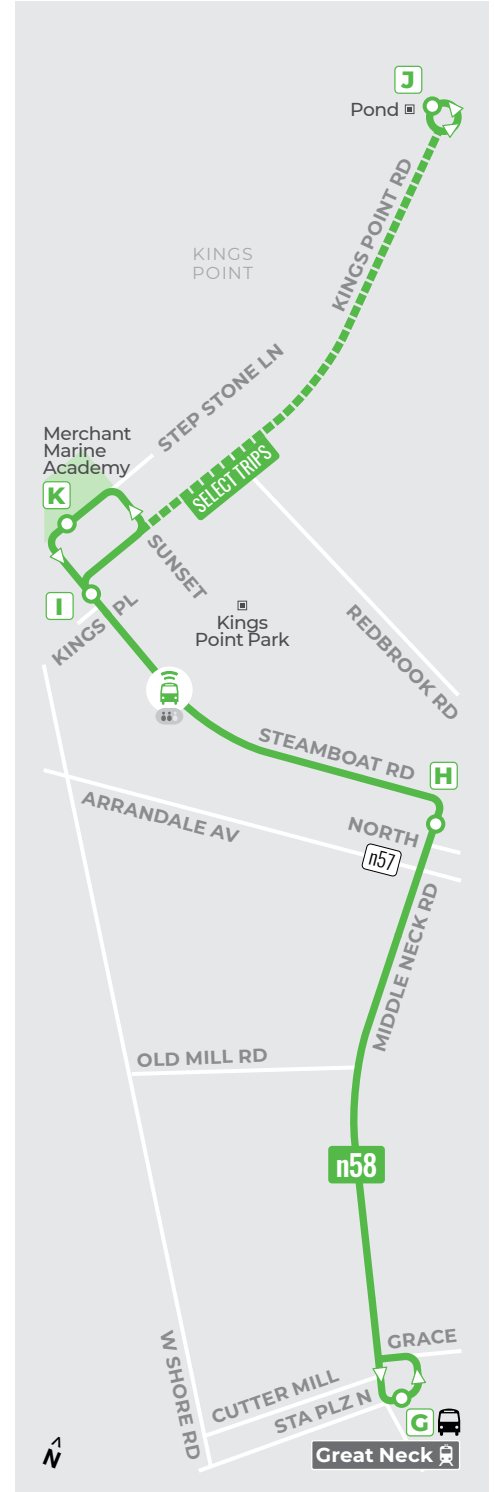 J
Pond
KINGS POINT RD
KINGS
POINT
STEP STONE LN
Merchant
Marine
Academy
SELECT TRIPS
K
SUNSET
I
KINGS PL
Kings
Point Park
REDBROOK RD
STEAMBOAT RD
H
ARRANDALE AV
NORTH
n57
MIDDLE NECK RD
OLD MILL RD
n58
GRACE
W SHORE RD
CUTTER MILL
STA PLZ N
G
Great Neck
N